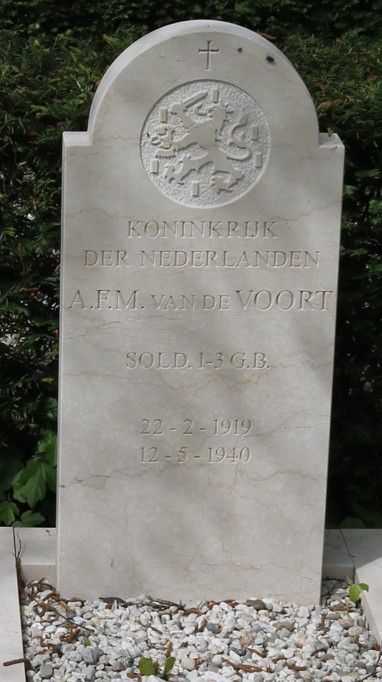 KONINKRIJK
DER NEDERLANDEN
A.F.M. VAN DE VOORT
SOLD. 1-3 G.B.
22 - 2 - 1919
12 - 5 - 1940